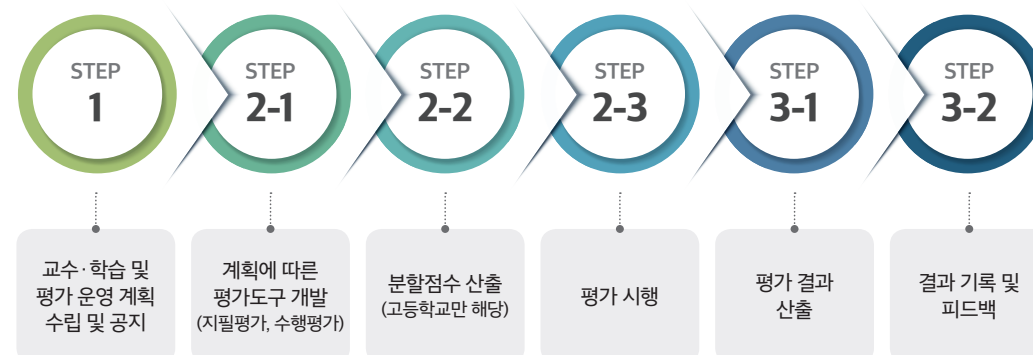 STEP
1
STEP
2-1
STEP
2-2
STEP
2-3
STEP
3-1
STEP
3-2
교수·학습 및
평가 운영 계획
수립 및 공지
계획에 따른
평가도구 개발
(지필평가, 수행평가)
분할점수 산출
(고등학교만 해당)
평가 시행
평가 결과
산출
결과 기록 및
피드백